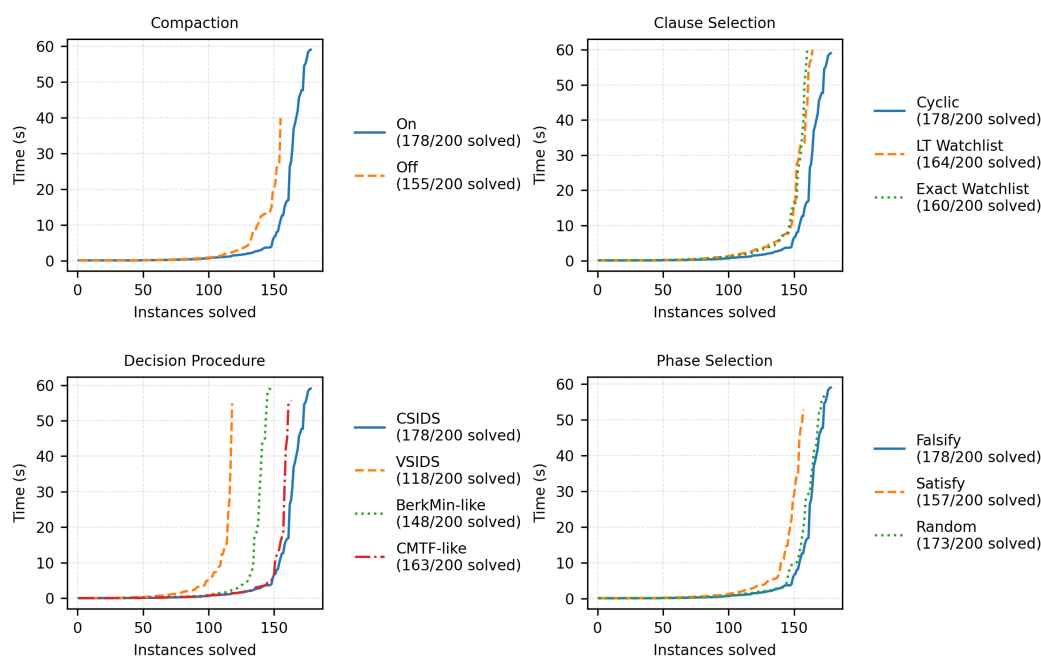 Compaction
60
50
40
30
20
10
0
0 50 100 150
Time (s)
Instances solved
On
(178/200 solved)
Off
(155/200 solved)
Clause Selection
60
50
40
30
20
10
0
0 50 100 150
Time (s)
Instances solved
Cyclic
(178/200 solved)
LT Watchlist
(164/200 solved)
Exact Watchlist
(160/200 solved)
Decision Procedure
60
50
40
30
20
10
0
0 50 100 150
Time (s)
Instances solved
CSIDS
(178/200 solved)
VSIDS
(118/200 solved)
BerkMin-like
(148/200 solved)
CMTF-like
(163/200 solved)
Phase Selection
60
50
40
30
20
10
0
0 50 100 150
Time (s)
Instances solved
Falsify
(178/200 solved)
Satisfy
(157/200 solved)
Random
(173/200 solved)